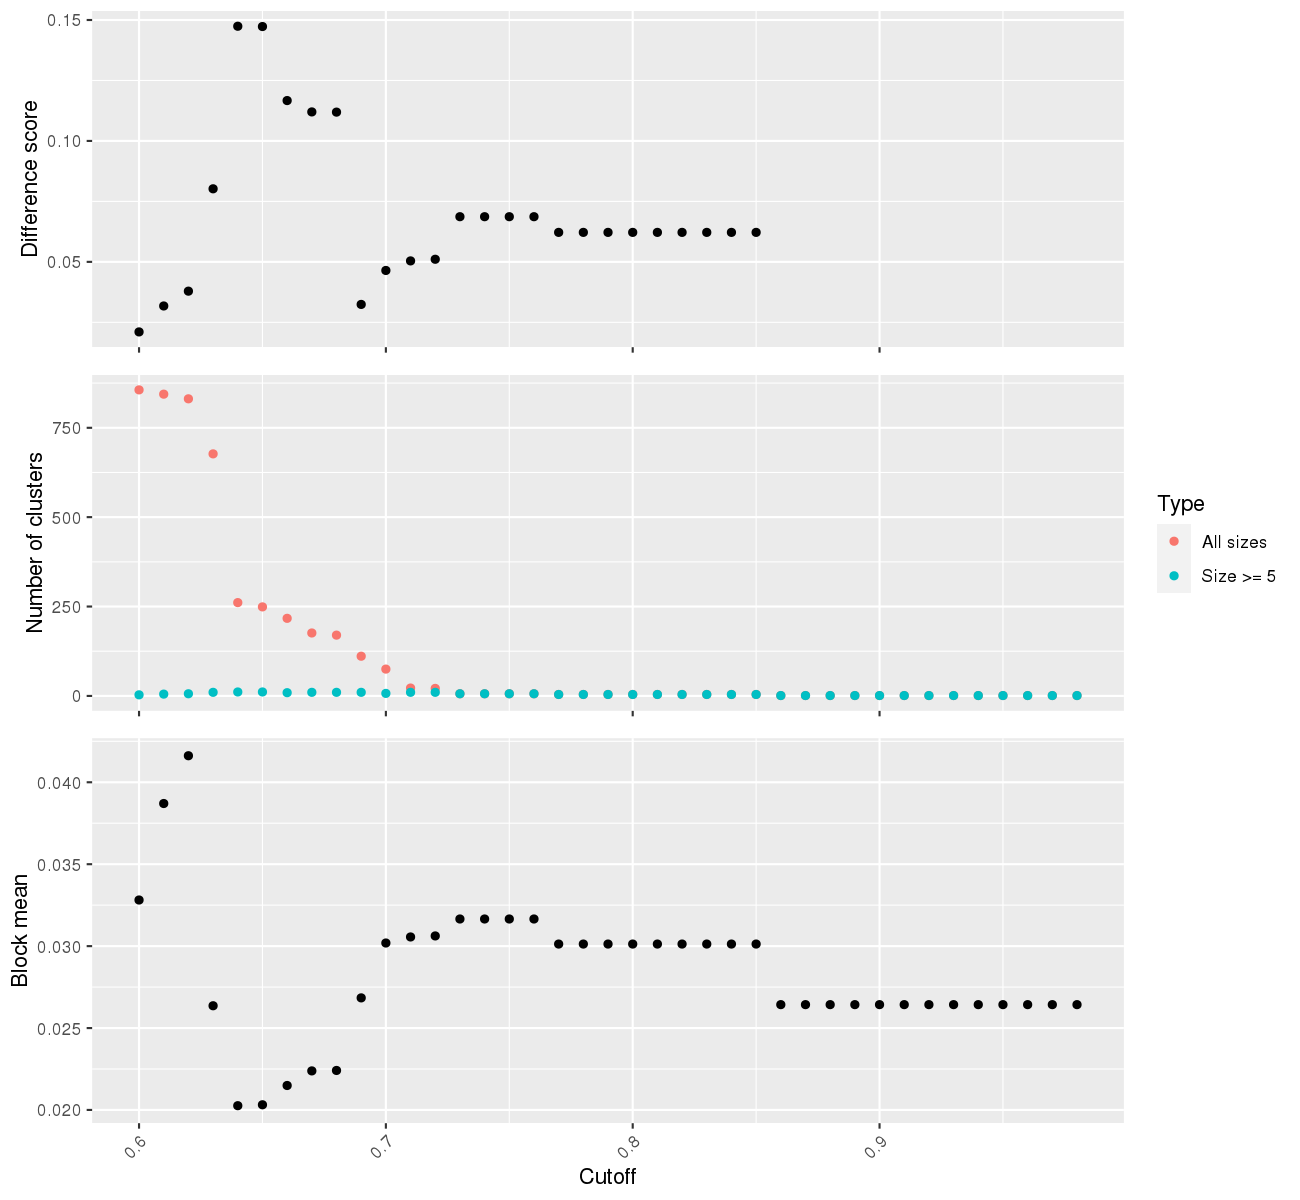 0.15
0.10
0.05
Difference score
750
500
250
0
Number of clusters
Type
All sizes
Size >= 5
0.040
0.035
0.030
0.025
0.020
Block mean
0.6
0.7
0.8
0.9
Cutoff